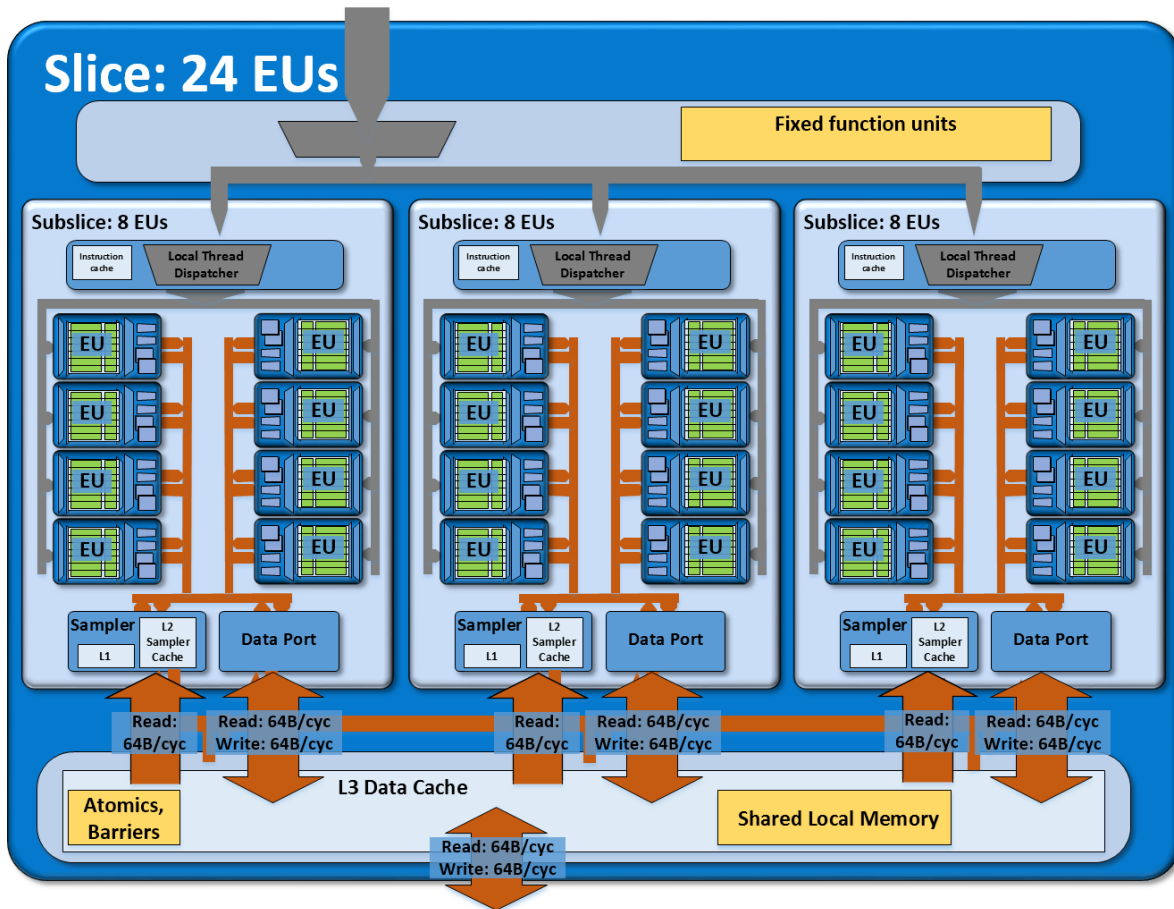 Slice: 24 EUs
Fixed function units
Subslice: 8 EUs
Instruction
cache
Local Thread
Dispatcher
EU
EU
EU
EU
EU
EU
EU
EU
Sampler
L1
L2
Sampler
Cache
Data Port
Subslice: 8 EUs
Instruction
cache
Local Thread
Dispatcher
EU
EU
EU
EU
EU
EU
EU
EU
Sampler
L1
L2
Sampler
Cache
Data Port
Subslice: 8 EUs
Instruction
cache
Local Thread
Dispatcher
EU
EU
EU
EU
EU
EU
EU
EU
Sampler
L1
L2
Sampler
Cache
Data Port
Read:
64B/cyc
Read: 64B/cyc
Write: 64B/cyc
Read:
64B/cyc
Read: 64B/cyc
Write: 64B/cyc
Read:
64B/cyc
Read: 64B/cyc
Write: 64B/cyc
L3 Data Cache
Atomics,
Barriers
Shared Local Memory
Read: 64B/cyc
Write: 64B/cyc